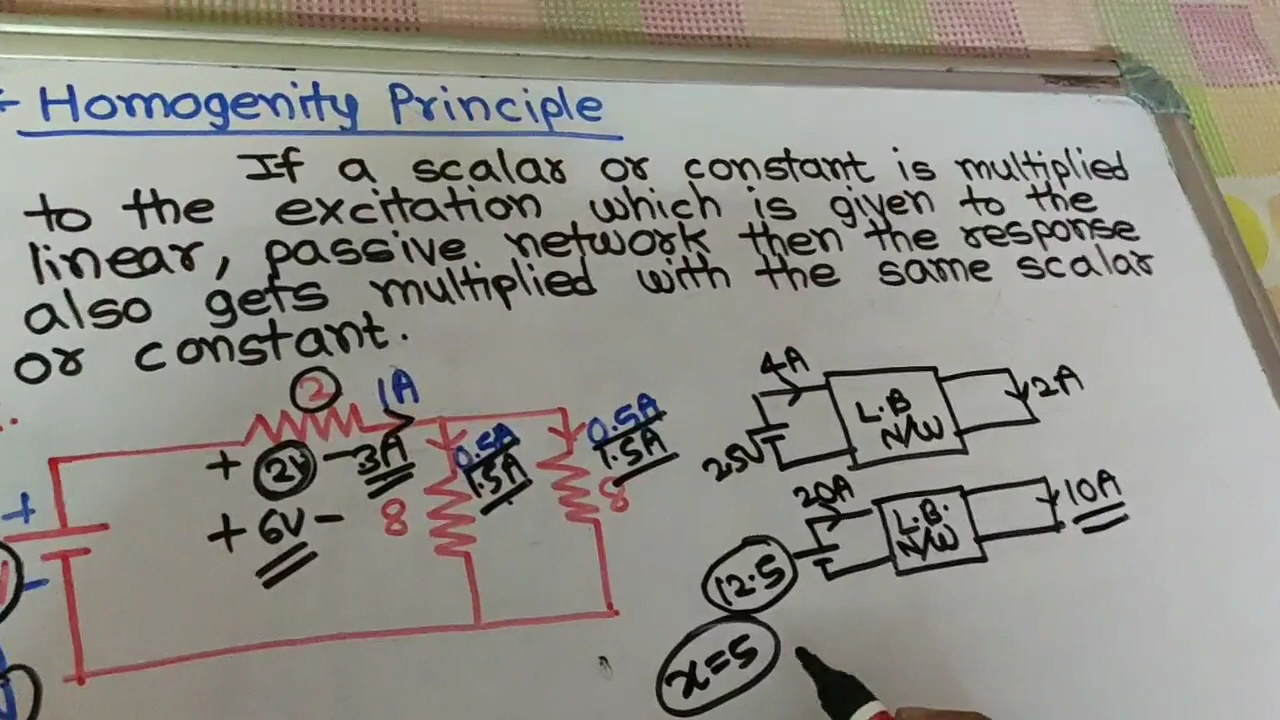 Homogenity Principle
If a scalar or constant is multiplied
to the excitation which is given to the
linear, passive network then the response
also gets multiplied with the same scalar
or constant.
2
1A
+ 2V -
3A
+ 6V -
0.5A
1.5A
0.5A
1.5A
8
8
+
-
4A
25V
L.B
N/W
2A
20A
L.B.
N/W
10A
12.5
x=5